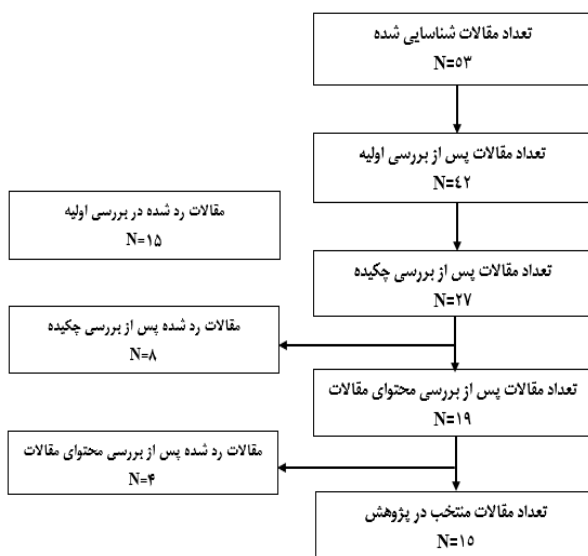 تعداد مقالات شناسایی شده
N=۵۳
تعداد مقالات پس از بررسی اولیه
N=٤٢
مقالات رد شده در بررسی اولیه
N=۱۵
تعداد مقالات پس از بررسی چکیده
N=۲۷
مقالات رد شده پس از بررسی چکیده
N=۸
تعداد مقالات پس از بررسی محتوای مقالات
N=۱۹
مقالات رد شده پس از بررسی محتوای مقالات
N=۴
تعداد مقالات منتخب در پژوهش
N=۱۵